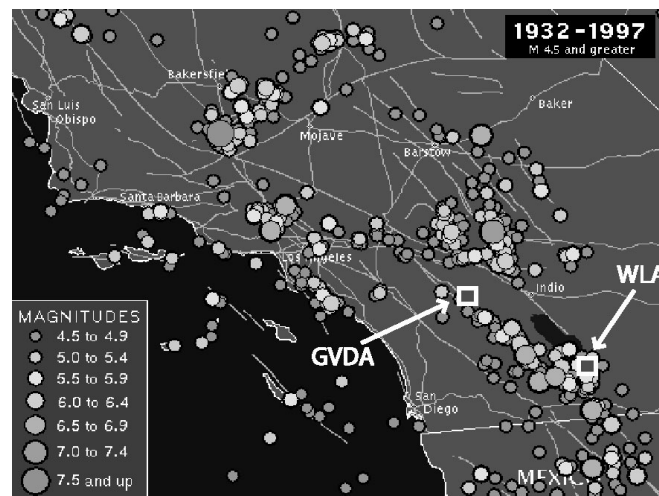 1932-1997
M 4.5 and greater
Bakersfiel
San Luis
Obispo
Baker
Mojave
Barstow
Santa Barbara
Los Angeles
WLA
Indio
MAGNITUDES
4.5 to 4.9
5.0 to 5.4
5.5 to 5.9
6.0 to 6.4
6.5 to 6.9
7.0 to 7.4
7.5 and up
GVDA
San
Diego
MEXIC